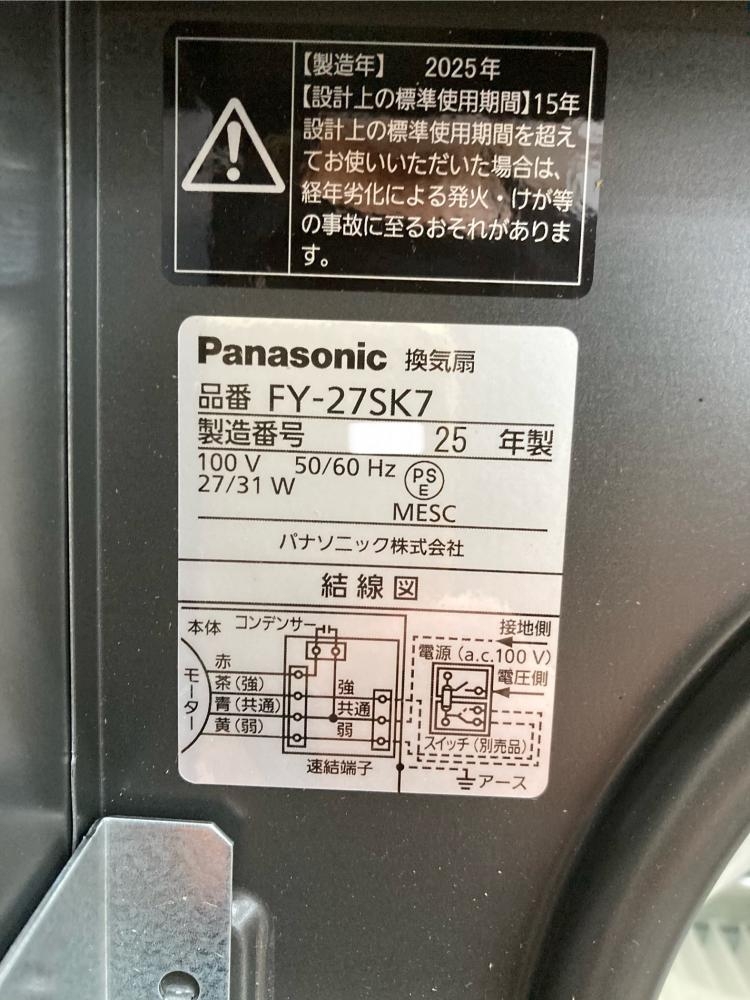 【製造年】 2025年
【設計上の標準使用期間】15年
設計上の標準使用期間を超え
てお使いいただいた場合は、
経年劣化による発火・けが等
の事故に至るおそれがありま
す。
Panasonic 換気扇
品番 FY-27SK7
製造番号 25 年製
100 V 50/60 Hz PS E
27/31 W
MESC
パナソニック株式会社
結線図
本体 コンデンサー 接地側
赤 電源（a.c.100 V）
茶（強） 強 電圧側
モーター 青（共通） 共通
黄（弱） 弱
スイッチ（別売品）
速結端子
アース